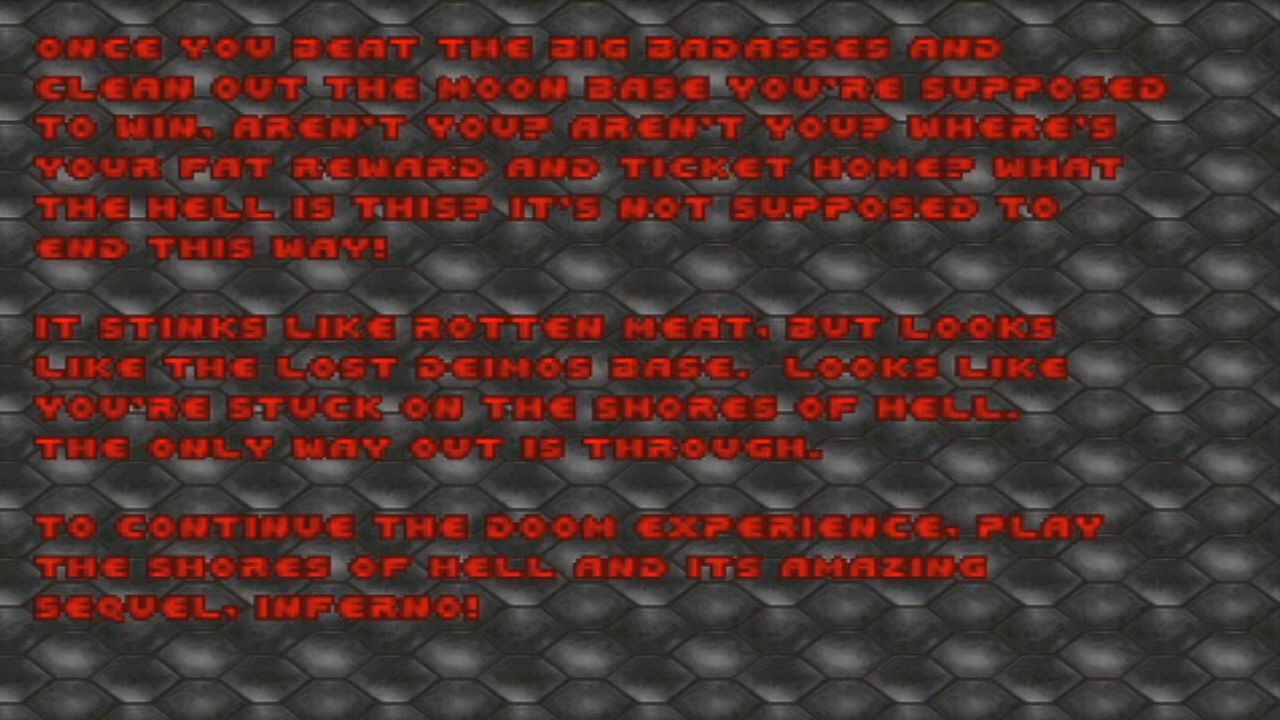 ONCE YOU BEAT THE BIG BADASSES AND
CLEAN OUT THE MOON BASE YOU'RE SUPPOSED
TO WIN, AREN'T YOU? AREN'T YOU? WHERE'S
YOUR FAT REWARD AND TICKET HOME? WHAT
THE HELL IS THIS? IT'S NOT SUPPOSED TO
END THIS WAY!
IT STINKS LIKE ROTTEN MEAT, BUT LOOKS
LIKE THE LOST DEIMOS BASE.  LOOKS LIKE
YOU'RE STUCK ON THE SHORES OF HELL.
THE ONLY WAY OUT IS THROUGH.
TO CONTINUE THE DOOM EXPERIENCE, PLAY
THE SHORES OF HELL AND ITS AMAZING
SEQUEL, INFERNO!